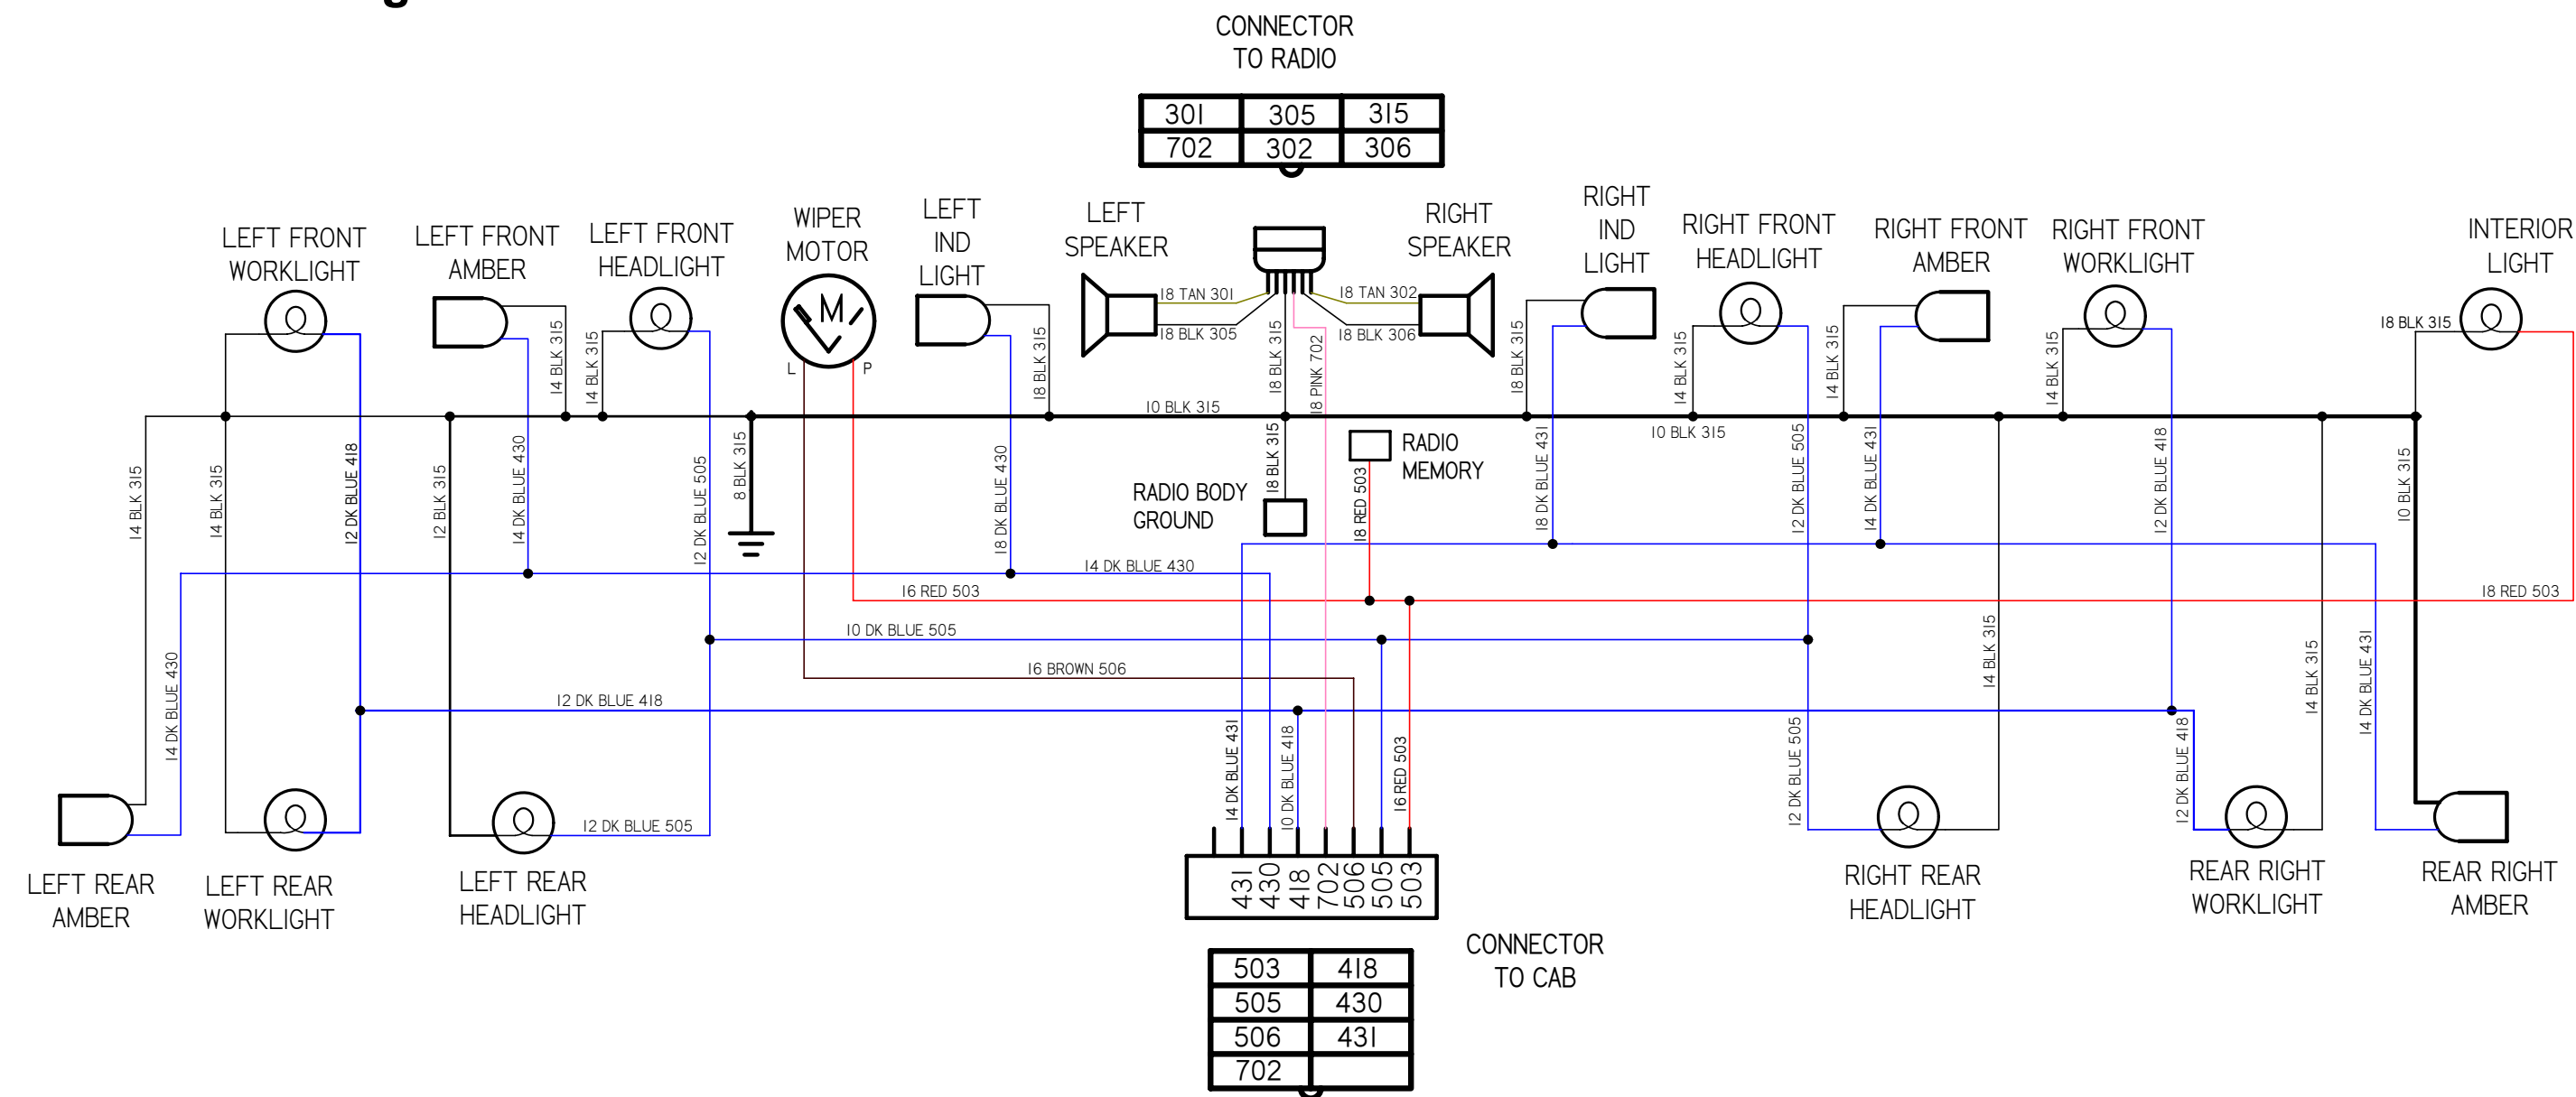 CONNECTOR
TO RADIO
301 305 315
702 302 306
LEFT FRONT
WORKLIGHT
LEFT FRONT
AMBER
LEFT FRONT
HEADLIGHT
WIPER
MOTOR
M
L
P
LEFT
IND
LIGHT
LEFT
SPEAKER
RIGHT
SPEAKER
RIGHT
IND
LIGHT
RIGHT FRONT
HEADLIGHT
RIGHT FRONT
AMBER
RIGHT FRONT
WORKLIGHT
INTERIOR
LIGHT
18 TAN 301
18 BLK 305
18 TAN 302
18 BLK 306
14 BLK 315
14 BLK 315
18 BLK 315
18 BLK 315
18 PINK 702
18 BLK 315
14 BLK 315
14 BLK 315
14 BLK 315
18 BLK 315
10 BLK 315
10 BLK 315
14 BLK 315
14 BLK 315
12 DK BLUE 418
12 BLK 315
14 DK BLUE 430
12 DK BLUE 505
8 BLK 315
18 DK BLUE 430
18 BLK 315
RADIO BODY
GROUND
18 RED 503
RADIO
MEMORY
18 DK BLUE 431
12 DK BLUE 505
14 DK BLUE 431
12 DK BLUE 418
10 BLK 315
14 DK BLUE 430
16 RED 503
18 RED 503
10 DK BLUE 505
16 BROWN 506
12 DK BLUE 418
14 DK BLUE 430
14 BLK 315
14 BLK 315
14 DK BLUE 431
14 DK BLUE 431
10 DK BLUE 418
16 RED 503
12 DK BLUE 505
12 DK BLUE 418
12 DK BLUE 505
LEFT REAR
AMBER
LEFT REAR
WORKLIGHT
LEFT REAR
HEADLIGHT
431 430 418 702 506 505 503
RIGHT REAR
HEADLIGHT
REAR RIGHT
WORKLIGHT
REAR RIGHT
AMBER
CONNECTOR
TO CAB
503 418
505 430
506 431
702